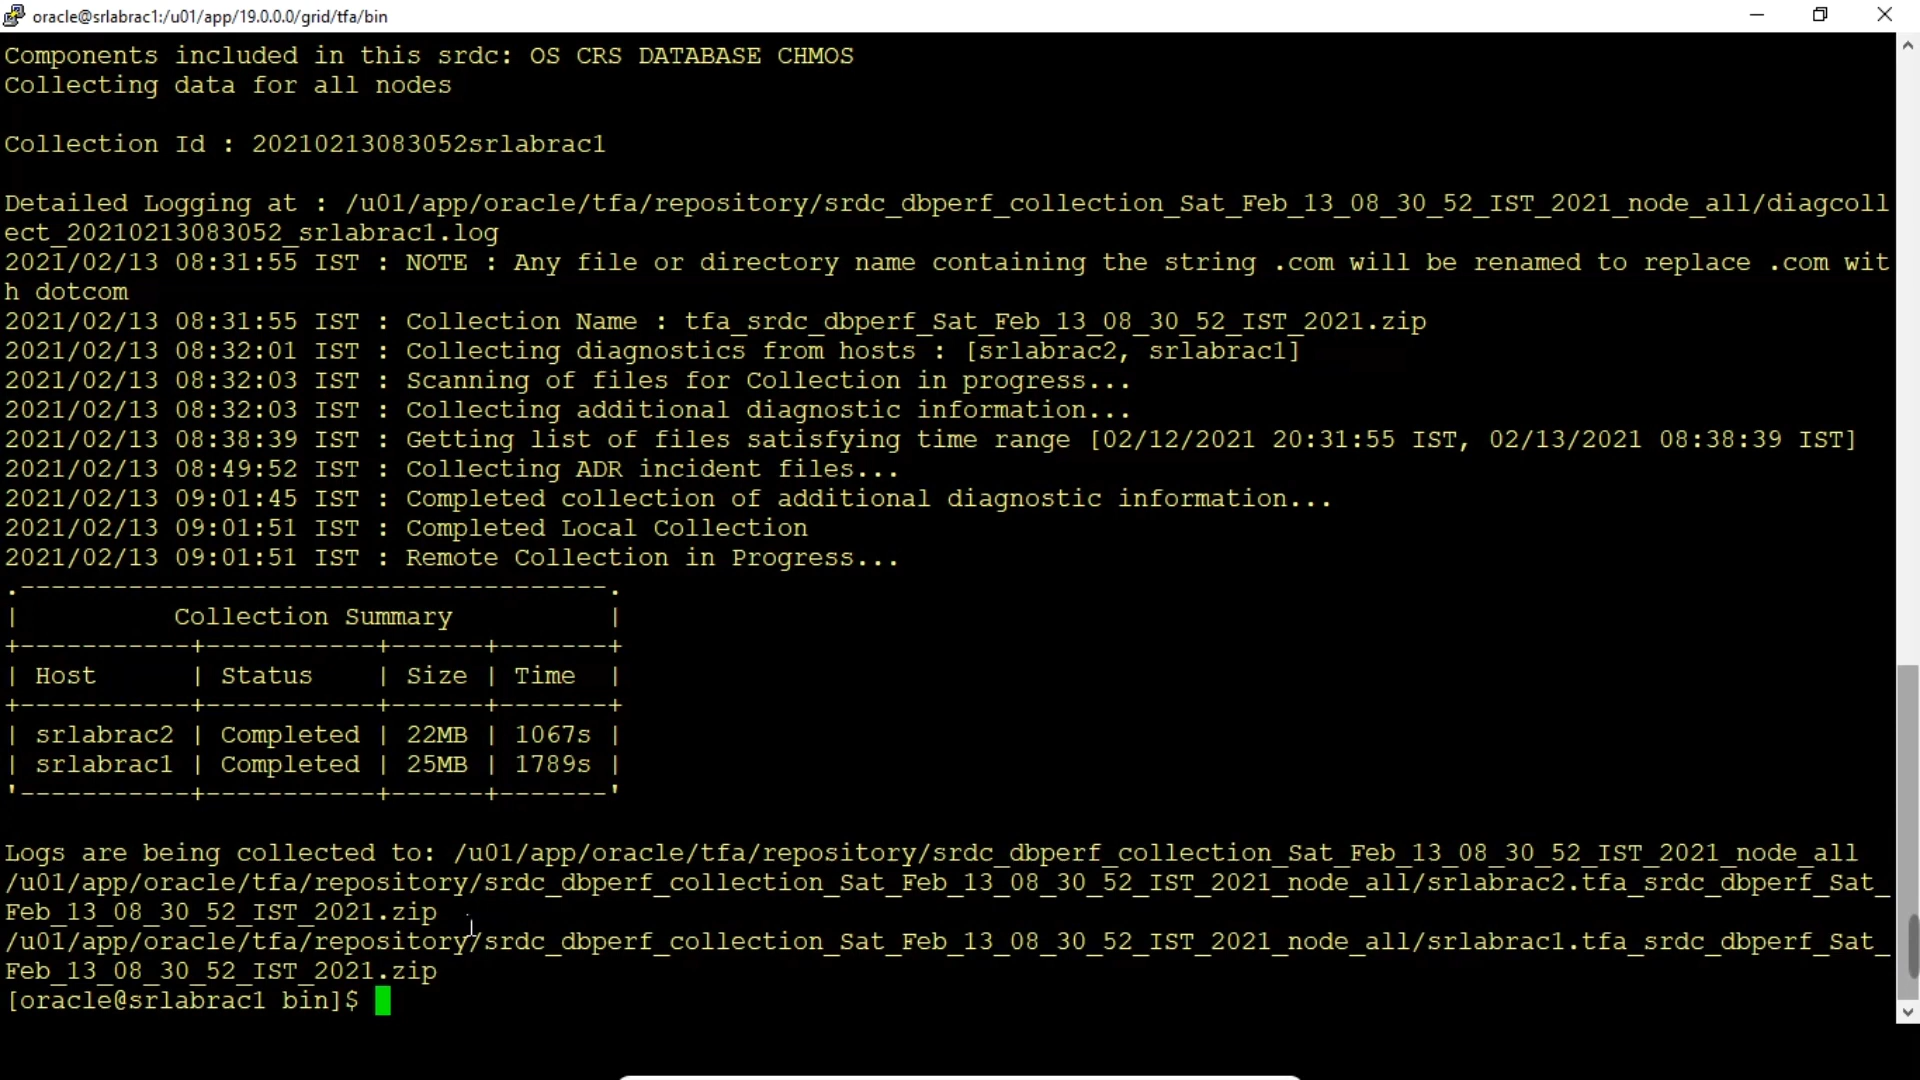 oracle@srlabrac1:/u01/app/19.0.0.0/grid/tfa/bin
Components included in this srdc: OS CRS DATABASE CHMOS
Collecting data for all nodes
Collection Id : 20210213083052srlabrac1
Detailed Logging at : /u01/app/oracle/tfa/repository/srdc_dbperf_collection_Sat_Feb_13_08_30_52_IST_2021_node_all/diagcoll
ect_20210213083052_srlabrac1.log
2021/02/13 08:31:55 IST : NOTE : Any file or directory name containing the string .com will be renamed to replace .com wit
h dotcom
2021/02/13 08:31:55 IST : Collection Name : tfa_srdc_dbperf_Sat_Feb_13_08_30_52_IST_2021.zip
2021/02/13 08:32:01 IST : Collecting diagnostics from hosts : [srlabrac2, srlabrac1]
2021/02/13 08:32:03 IST : Scanning of files for Collection in progress...
2021/02/13 08:32:03 IST : Collecting additional diagnostic information...
2021/02/13 08:38:39 IST : Getting list of files satisfying time range [02/12/2021 20:31:55 IST, 02/13/2021 08:38:39 IST]
2021/02/13 08:49:52 IST : Collecting ADR incident files...
2021/02/13 09:01:45 IST : Completed collection of additional diagnostic information...
2021/02/13 09:01:51 IST : Completed Local Collection
2021/02/13 09:01:51 IST : Remote Collection in Progress...
.--------------------------------------.
|          Collection Summary          |
+-----------+-----------+------+-------+
| Host      | Status    | Size | Time  |
+-----------+-----------+------+-------+
| srlabrac2 | Completed | 22MB | 1067s |
| srlabrac1 | Completed | 25MB | 1789s |
'-----------+-----------+------+-------'
Logs are being collected to: /u01/app/oracle/tfa/repository/srdc_dbperf_collection_Sat_Feb_13_08_30_52_IST_2021_node_all
/u01/app/oracle/tfa/repository/srdc_dbperf_collection_Sat_Feb_13_08_30_52_IST_2021_node_all/srlabrac2.tfa_srdc_dbperf_Sat_
Feb_13_08_30_52_IST_2021.zip
/u01/app/oracle/tfa/repository/srdc_dbperf_collection_Sat_Feb_13_08_30_52_IST_2021_node_all/srlabrac1.tfa_srdc_dbperf_Sat_
Feb_13_08_30_52_IST_2021.zip
[oracle@srlabrac1 bin]$